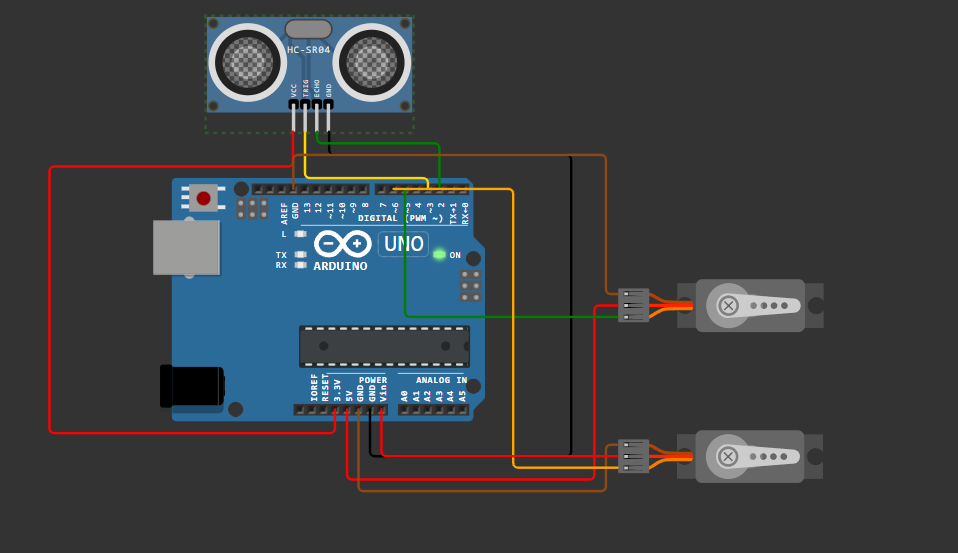 HC-SR04
VCC
TRIG
ECHO
GND
AREF
GND
13
12
~11
~10
~9
8
7
~6
~5
4
~3
2
TX→1
RX←0
DIGITAL (PWM ~)
L
TX
RX
UNO
ON
ARDUINO
IOREF
RESET
3.3V
5V
GND
GND
Vin
POWER
ANALOG IN
A0
A1
A2
A3
A4
A5